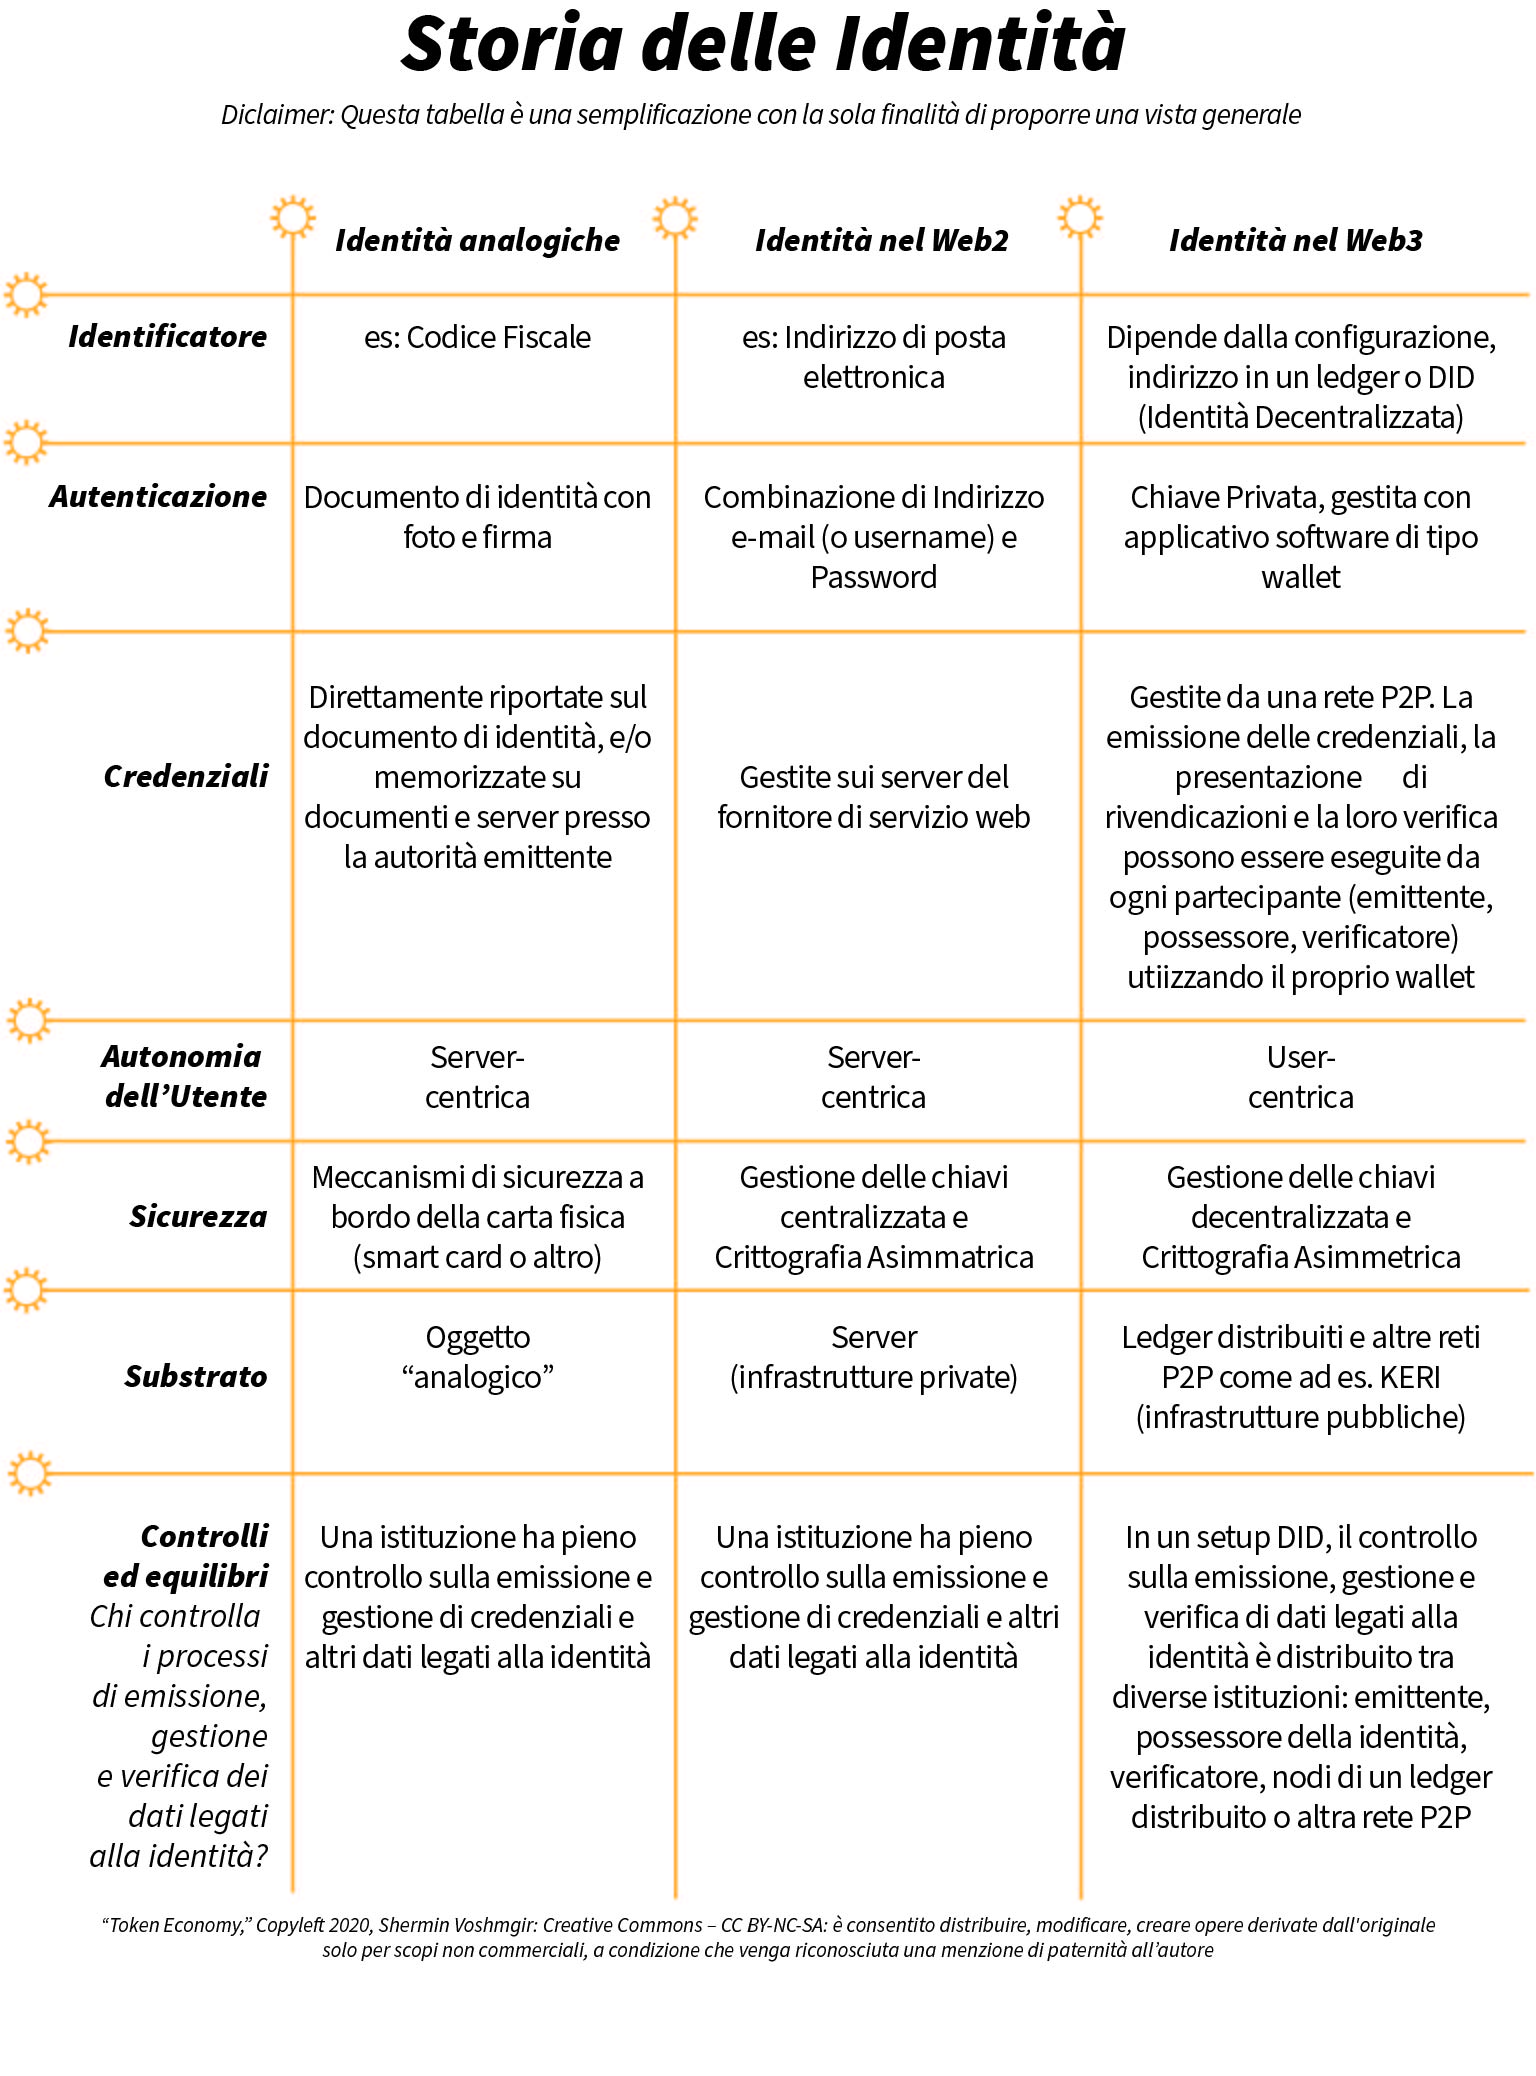 Storia delle Identità
Diclaimer: Questa tabella è una semplificazione con la sola finalità di proporre una vista generale
Identità analogiche
Identità nel Web2
Identità nel Web3
Identificatore
es: Codice Fiscale
es: Indirizzo di posta
elettronica
Dipende dalla configurazione,
indirizzo in un ledger o DID
(Identità Decentralizzata)
Autenticazione
Documento di identità con
foto e firma
Combinazione di Indirizzo
e-mail (o username) e
Password
Chiave Privata, gestita con
applicativo software di tipo
wallet
Credenziali
Direttamente riportate sul
documento di identità, e/o
memorizzate su
documenti e server presso
la autorità emittente
Gestite sui server del
fornitore di servizio web
Gestite da una rete P2P. La
emissione delle credenziali, la
presentazione di
rivendicazioni e la loro verifica
possono essere eseguite da
ogni partecipante (emittente,
possessore, verificatore)
utiizzando il proprio wallet
Autonomia
dell’Utente
Server-
centrica
Server-
centrica
User-
centrica
Sicurezza
Meccanismi di sicurezza a
bordo della carta fisica
(smart card o altro)
Gestione delle chiavi
centralizzata e
Crittografia Asimmatrica
Gestione delle chiavi
decentralizzata e
Crittografia Asimmetrica
Substrato
Oggetto
“analogico”
Server
(infrastrutture private)
Ledger distribuiti e altre reti
P2P come ad es. KERI
(infrastrutture pubbliche)
Controlli
ed equilibri
Chi controlla
i processi
di emissione,
gestione
e verifica dei
dati legati
alla identità?
Una istituzione ha pieno
controllo sulla emissione e
gestione di credenziali e
altri dati legati alla identità
Una istituzione ha pieno
controllo sulla emissione e
gestione di credenziali e altri
dati legati alla identità
In un setup DID, il controllo
sulla emissione, gestione e
verifica di dati legati alla
identità è distribuito tra
diverse istituzioni: emittente,
possessore della identità,
verificatore, nodi di un ledger
distribuito o altra rete P2P
“Token Economy,” Copyleft 2020, Shermin Voshmgir: Creative Commons – CC BY-NC-SA: è consentito distribuire, modificare, creare opere derivate dall'originale
solo per scopi non commerciali, a condizione che venga riconosciuta una menzione di paternità all’autore